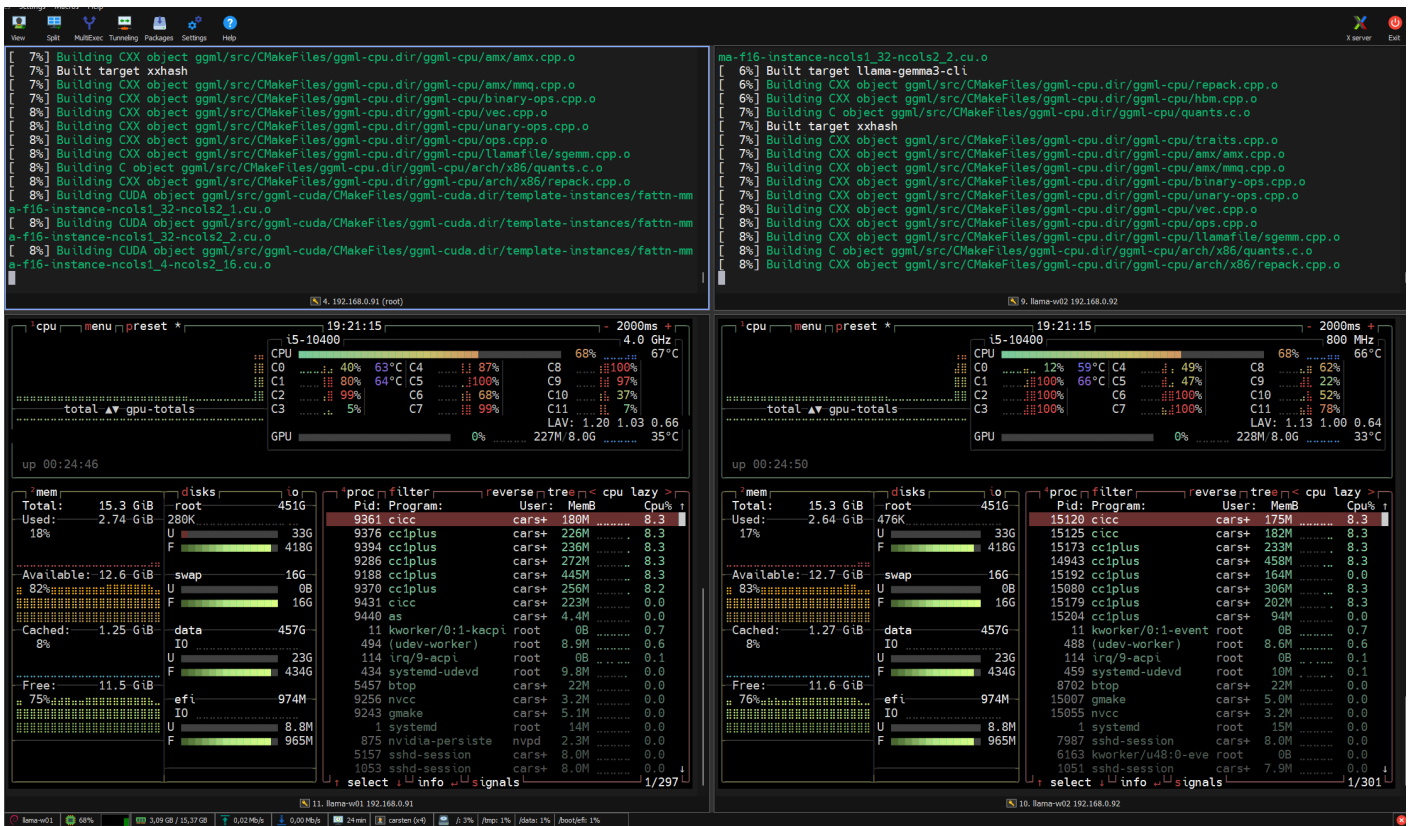 Settings Macros Help
View Split MultiExec Tunneling Packages Settings Help
X server Exit
[ 7%] Building CXX object ggml/src/CMakeFiles/ggml-cpu.dir/ggml-cpu/amx/amx.cpp.o
[ 7%] Built target xxhash
[ 7%] Building CXX object ggml/src/CMakeFiles/ggml-cpu.dir/ggml-cpu/amx/mmq.cpp.o
[ 7%] Building CXX object ggml/src/CMakeFiles/ggml-cpu.dir/ggml-cpu/binary-ops.cpp.o
[ 8%] Building CXX object ggml/src/CMakeFiles/ggml-cpu.dir/ggml-cpu/vec.cpp.o
[ 8%] Building CXX object ggml/src/CMakeFiles/ggml-cpu.dir/ggml-cpu/unary-ops.cpp.o
[ 8%] Building CXX object ggml/src/CMakeFiles/ggml-cpu.dir/ggml-cpu/ops.cpp.o
[ 8%] Building CXX object ggml/src/CMakeFiles/ggml-cpu.dir/ggml-cpu/llamafile/sgemm.cpp.o
[ 8%] Building C object ggml/src/CMakeFiles/ggml-cpu.dir/ggml-cpu/arch/x86/quants.c.o
[ 8%] Building CXX object ggml/src/CMakeFiles/ggml-cpu.dir/ggml-cpu/arch/x86/repack.cpp.o
[ 8%] Building CUDA object ggml/src/ggml-cuda/CMakeFiles/ggml-cuda.dir/template-instances/fattn-mm
a-f16-instance-ncols1_32-ncols2_1.cu.o
[ 8%] Building CUDA object ggml/src/ggml-cuda/CMakeFiles/ggml-cuda.dir/template-instances/fattn-mm
a-f16-instance-ncols1_32-ncols2_2.cu.o
[ 8%] Building CUDA object ggml/src/ggml-cuda/CMakeFiles/ggml-cuda.dir/template-instances/fattn-mm
a-f16-instance-ncols1_4-ncols2_16.cu.o
4. 192.168.0.91 (root)
ma-f16-instance-ncols1_32-ncols2_2.cu.o
[ 6%] Built target llama-gemma3-cli
[ 6%] Building CXX object ggml/src/CMakeFiles/ggml-cpu.dir/ggml-cpu/repack.cpp.o
[ 6%] Building CXX object ggml/src/CMakeFiles/ggml-cpu.dir/ggml-cpu/hbm.cpp.o
[ 7%] Building C object ggml/src/CMakeFiles/ggml-cpu.dir/ggml-cpu/quants.c.o
[ 7%] Built target xxhash
[ 7%] Building CXX object ggml/src/CMakeFiles/ggml-cpu.dir/ggml-cpu/traits.cpp.o
[ 7%] Building CXX object ggml/src/CMakeFiles/ggml-cpu.dir/ggml-cpu/amx/amx.cpp.o
[ 7%] Building CXX object ggml/src/CMakeFiles/ggml-cpu.dir/ggml-cpu/amx/mmq.cpp.o
[ 7%] Building CXX object ggml/src/CMakeFiles/ggml-cpu.dir/ggml-cpu/binary-ops.cpp.o
[ 7%] Building CXX object ggml/src/CMakeFiles/ggml-cpu.dir/ggml-cpu/unary-ops.cpp.o
[ 8%] Building CXX object ggml/src/CMakeFiles/ggml-cpu.dir/ggml-cpu/vec.cpp.o
[ 8%] Building CXX object ggml/src/CMakeFiles/ggml-cpu.dir/ggml-cpu/ops.cpp.o
[ 8%] Building CXX object ggml/src/CMakeFiles/ggml-cpu.dir/ggml-cpu/llamafile/sgemm.cpp.o
[ 8%] Building C object ggml/src/CMakeFiles/ggml-cpu.dir/ggml-cpu/arch/x86/quants.c.o
[ 8%] Building CXX object ggml/src/CMakeFiles/ggml-cpu.dir/ggml-cpu/arch/x86/repack.cpp.o
9. llama-w02 192.168.0.92
¹cpu menu preset * 19:21:15 - 2000ms +
i5-10400 4.0 GHz
CPU 68% 67°C
C0 40% 63°C C4 87% C8 100%
C1 80% 64°C C5 100% C9 97%
C2 99% C6 68% C10 37%
total ▲▼ gpu-totals C3 5% C7 99% C11 7%
LAV: 1.20 1.03 0.66
GPU 0% 227M/8.0G 35°C
up 00:24:46
²mem disks io ⁴proc filter reverse tree < cpu lazy >
Total: 15.3 GiB root 451G Pid: Program: User: MemB Cpu% ↑
Used: 2.74 GiB 280K 9361 cicc cars+ 180M 8.3
18% U 33G 9376 cc1plus cars+ 226M 8.3
F 418G 9394 cc1plus cars+ 236M 8.3
9286 cc1plus cars+ 272M 8.3
Available: 12.6 GiB swap 16G 9188 cc1plus cars+ 445M 8.3
82% U 0B 9370 cc1plus cars+ 256M 8.2
F 16G 9431 cicc cars+ 223M 0.0
9440 as cars+ 4.4M 0.0
Cached: 1.25 GiB data 457G 11 kworker/0:1-kacpi root 0B 0.7
8% IO 494 (udev-worker) root 8.9M 0.6
U 23G 114 irq/9-acpi root 0B 0.1
F 434G 434 systemd-udevd root 9.8M 0.0
Free: 11.5 GiB 5457 btop cars+ 22M 0.0
75% efi 974M 9256 nvcc cars+ 3.2M 0.0
IO 9243 gmake cars+ 5.1M 0.0
U 8.8M 1 systemd root 14M 0.0
F 965M 875 nvidia-persiste nvpd 2.3M 0.0
5157 sshd-session cars+ 8.0M 0.0
1053 sshd-session cars+ 8.0M 0.0 ↓
↑ select ↓ info ↵ signals 1/297
11. llama-w01 192.168.0.91
¹cpu menu preset * 19:21:15 - 2000ms +
i5-10400 800 MHz
CPU 68% 66°C
C0 12% 59°C C4 49% C8 62%
C1 100% 66°C C5 47% C9 22%
C2 100% C6 100% C10 52%
total ▲▼ gpu-totals C3 100% C7 100% C11 78%
LAV: 1.13 1.00 0.64
GPU 0% 228M/8.0G 33°C
up 00:24:50
²mem disks io ⁴proc filter reverse tree < cpu lazy >
Total: 15.3 GiB root 451G Pid: Program: User: MemB Cpu% ↑
Used: 2.64 GiB 476K 15120 cicc cars+ 175M 8.3
17% U 33G 15125 cicc cars+ 182M 8.3
F 418G 15173 cc1plus cars+ 233M 8.3
14943 cc1plus cars+ 458M 8.3
Available: 12.7 GiB swap 16G 15192 cc1plus cars+ 164M 0.0
83% U 0B 15080 cc1plus cars+ 306M 8.3
F 16G 15179 cc1plus cars+ 202M 8.3
15204 cc1plus cars+ 94M 0.0
Cached: 1.27 GiB data 457G 11 kworker/0:1-event root 0B 0.7
8% IO 488 (udev-worker) root 8.6M 0.6
U 23G 114 irq/9-acpi root 0B 0.1
F 434G 459 systemd-udevd root 10M 0.1
Free: 11.6 GiB 8702 btop cars+ 22M 0.0
76% efi 974M 15007 gmake cars+ 5.0M 0.0
IO 15055 nvcc cars+ 3.2M 0.0
U 8.8M 1 systemd root 15M 0.0
F 965M 7987 sshd-session cars+ 8.0M 0.0
6163 kworker/u48:0-eve root 0B 0.0
1051 sshd-session cars+ 7.9M 0.0 ↓
↑ select ↓ info ↵ signals 1/301
10. llama-w02 192.168.0.92
llama-w01 68% 3,09 GB / 15,37 GB 0,02 Mb/s 0,00 Mb/s 24 min carsten (x4) /: 3% /tmp: 1% /data: 1% /boot/efi: 1%